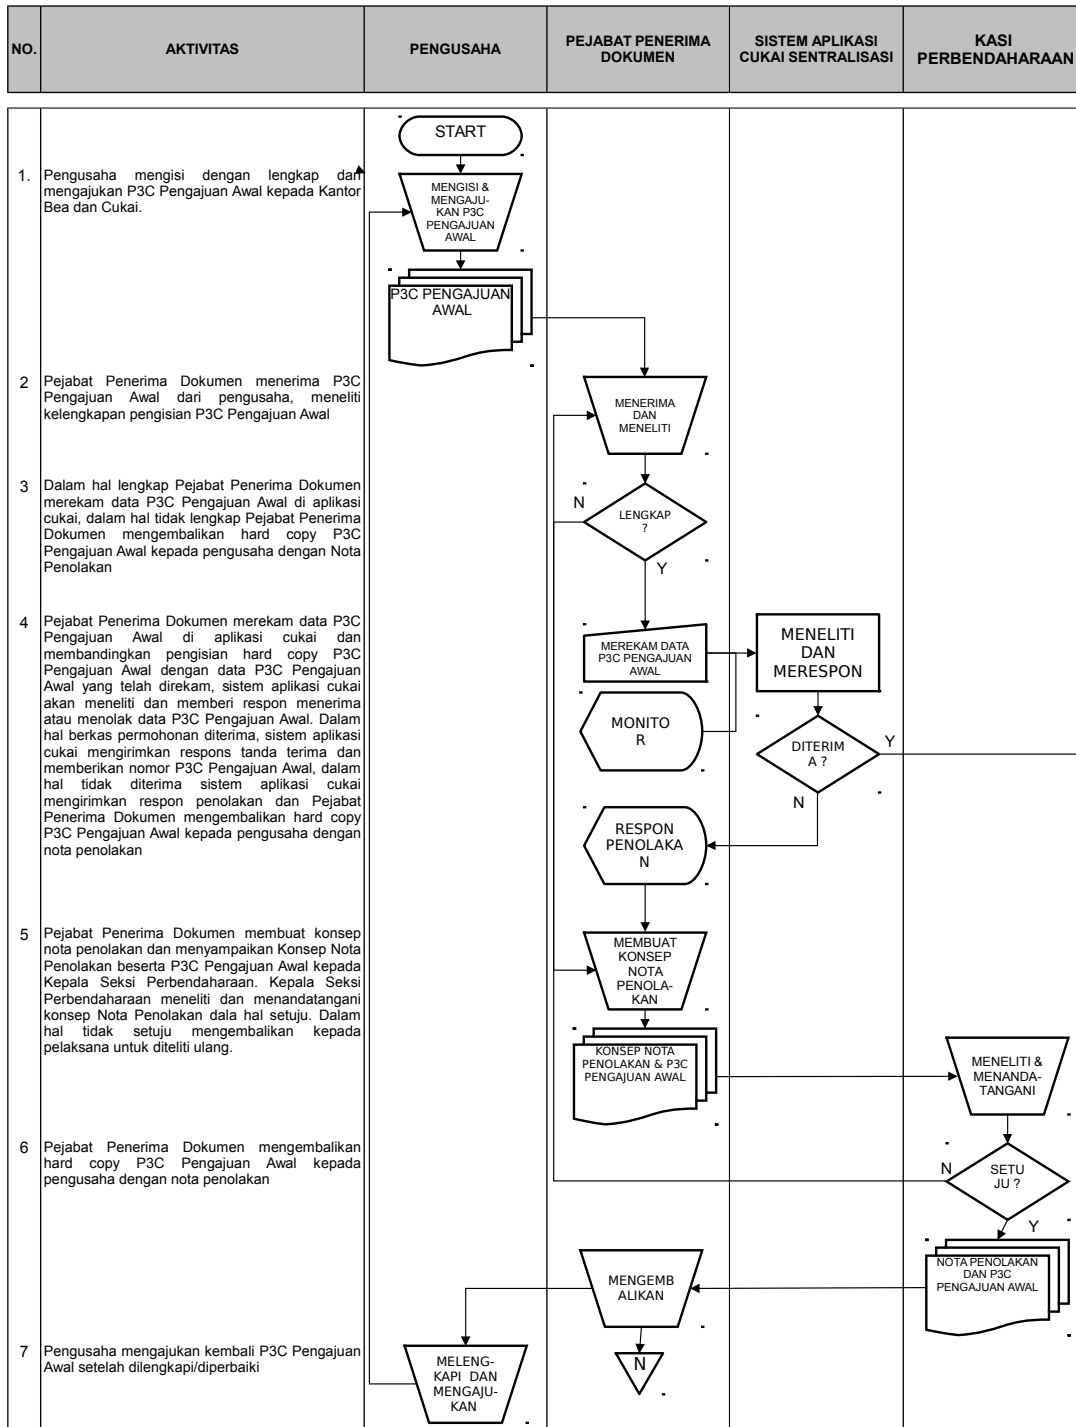 NO.
AKTIVITAS
PENGUSAHA
PEJABAT PENERIMA
DOKUMEN
SISTEM APLIKASI
CUKAI SENTRALISASI
KASI
PERBENDAHARAAN
START
1.
Pengusaha mengisi dengan lengkap dan
mengajukan P3C Pengajuan Awal kepada Kantor
Bea dan Cukai.
MENGISI &
MENGAJU-
KAN P3C
PENGAJUAN
AWAL
P3C PENGAJUAN
AWAL
2
Pejabat Penerima Dokumen menerima P3C
Pengajuan Awal dari pengusaha, meneliti
kelengkapan pengisian P3C Pengajuan Awal
MENERIMA
DAN
MENELITI
3
Dalam hal lengkap Pejabat Penerima Dokumen
merekam data P3C Pengajuan Awal di aplikasi
cukai, dalam hal tidak lengkap Pejabat Penerima
Dokumen mengembalikan hard copy P3C
Pengajuan Awal kepada pengusaha dengan Nota
Penolakan
N
LENGKAP
?
Y
4
Pejabat Penerima Dokumen merekam data P3C
Pengajuan Awal di aplikasi cukai dan
membandingkan pengisian hard copy P3C
Pengajuan Awal dengan data P3C Pengajuan
Awal yang telah direkam, sistem aplikasi cukai
akan meneliti dan memberi respon menerima
atau menolak data P3C Pengajuan Awal. Dalam
hal berkas permohonan diterima, sistem aplikasi
cukai mengirimkan respons tanda terima dan
memberikan nomor P3C Pengajuan Awal, dalam
hal tidak diterima sistem aplikasi cukai
mengirimkan respon penolakan dan Pejabat
Penerima Dokumen mengembalikan hard copy
P3C Pengajuan Awal kepada pengusaha dengan
nota penolakan
MEREKAM DATA
P3C PENGAJUAN
AWAL
MENELITI
DAN
MERESPON
MONITO
R
DITERIM
A ?
Y
N
RESPON
PENOLAKA
N
5
Pejabat Penerima Dokumen membuat konsep
nota penolakan dan menyampaikan Konsep Nota
Penolakan beserta P3C Pengajuan Awal kepada
Kepala Seksi Perbendaharaan. Kepala Seksi
Perbendaharaan meneliti dan menandatangani
konsep Nota Penolakan dala hal setuju. Dalam
hal tidak setuju mengembalikan kepada
pelaksana untuk diteliti ulang.
MEMBUAT
KONSEP
NOTA
PENOLA-
KAN
KONSEP NOTA
PENOLAKAN & P3C
PENGAJUAN AWAL
MENELITI &
MENANDA-
TANGANI
6
Pejabat Penerima Dokumen mengembalikan
hard copy P3C Pengajuan Awal kepada
pengusaha dengan nota penolakan
N
SETU
JU ?
Y
NOTA PENOLAKAN
DAN P3C
PENGAJUAN AWAL
MENGEMB
ALIKAN
7
Pengusaha mengajukan kembali P3C Pengajuan
Awal setelah dilengkapi/diperbaiki
MELENG-
KAPI DAN
MENGAJU-
KAN
N